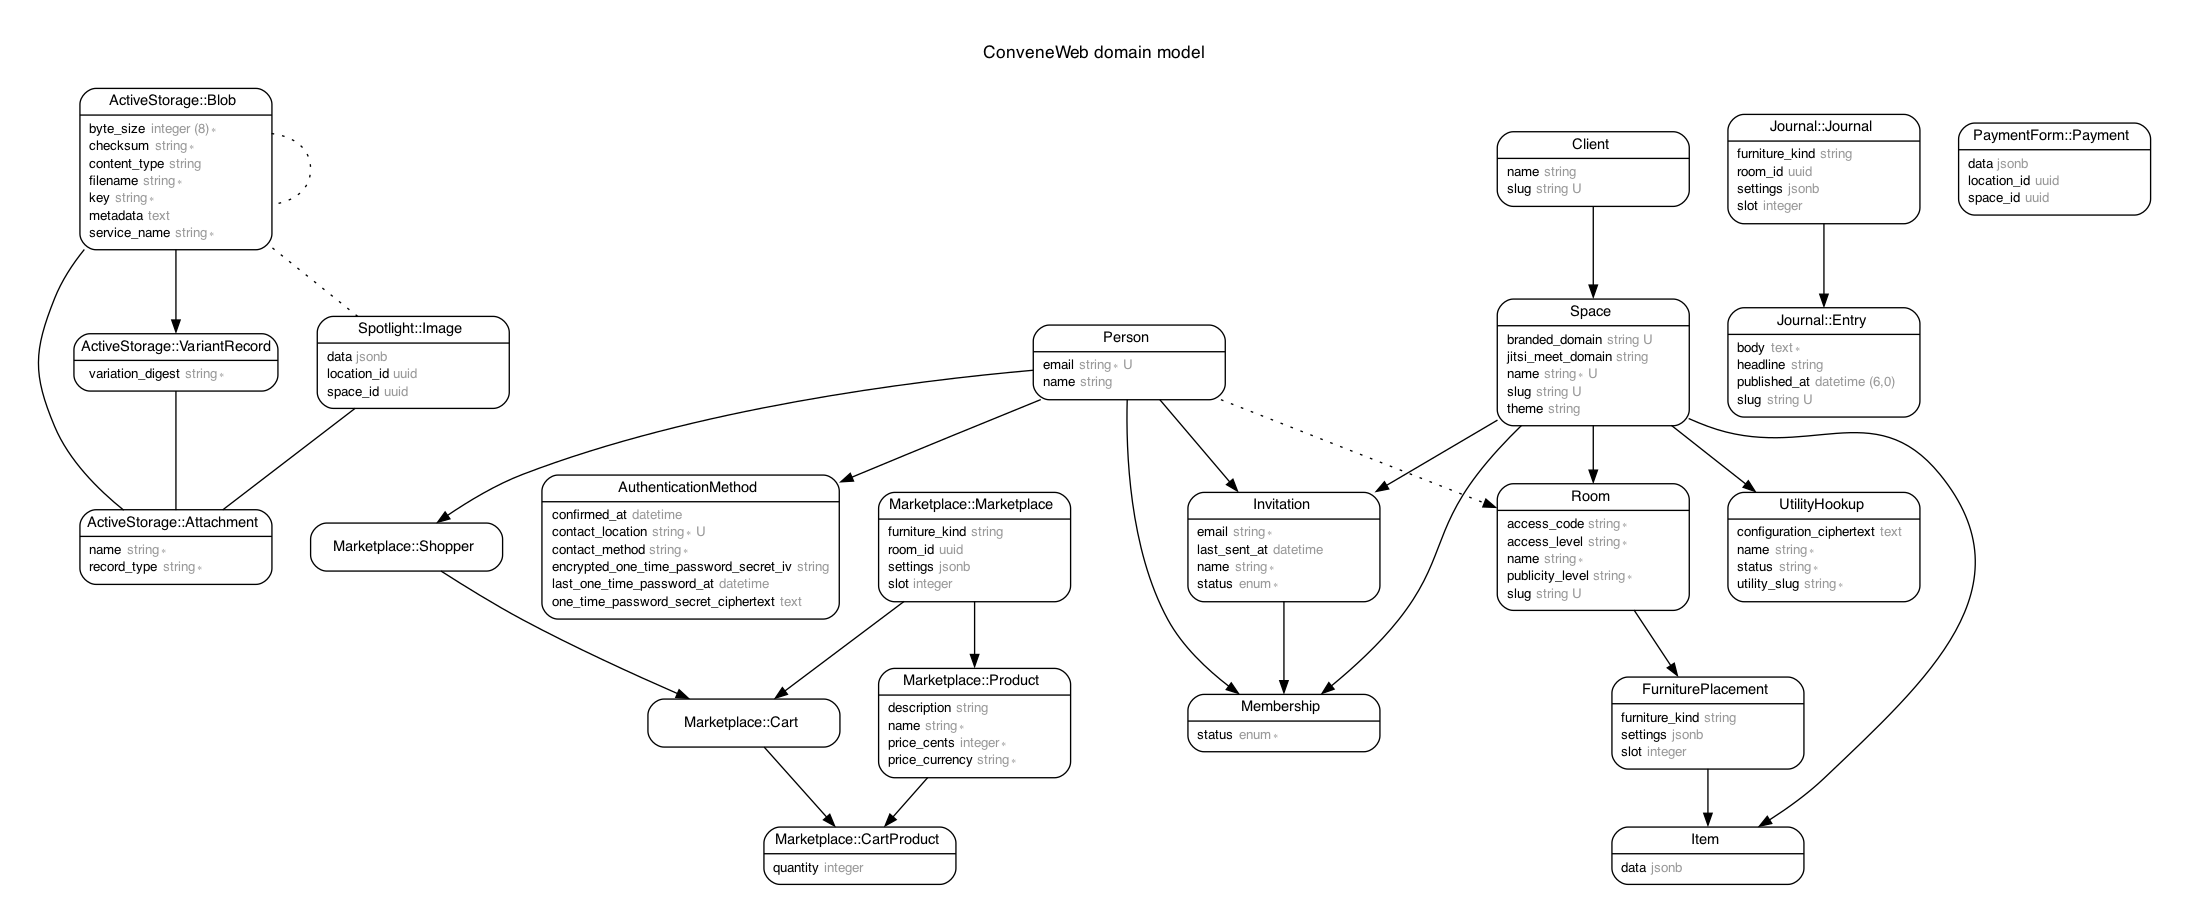 ConveneWeb domain model
ActiveStorage::Blob
byte_size integer (8)∗
checksum string∗
content_type string
filename string∗
key string∗
metadata text
service_name string∗
Client
name string
slug string U
Journal::Journal
furniture_kind string
room_id uuid
settings jsonb
slot integer
PaymentForm::Payment
data jsonb
location_id uuid
space_id uuid
ActiveStorage::VariantRecord
variation_digest string∗
Spotlight::Image
data jsonb
location_id uuid
space_id uuid
Person
email string∗ U
name string
Space
branded_domain string U
jitsi_meet_domain string
name string∗ U
slug string U
theme string
Journal::Entry
body text∗
headline string
published_at datetime (6,0)
slug string U
ActiveStorage::Attachment
name string∗
record_type string∗
Marketplace::Shopper
AuthenticationMethod
confirmed_at datetime
contact_location string∗ U
contact_method string∗
encrypted_one_time_password_secret_iv string
last_one_time_password_at datetime
one_time_password_secret_ciphertext text
Marketplace::Marketplace
furniture_kind string
room_id uuid
settings jsonb
slot integer
Invitation
email string∗
last_sent_at datetime
name string∗
status enum∗
Room
access_code string∗
access_level string∗
name string∗
publicity_level string∗
slug string U
UtilityHookup
configuration_ciphertext text
name string∗
status string∗
utility_slug string∗
Marketplace::Cart
Marketplace::Product
description string
name string∗
price_cents integer∗
price_currency string∗
Membership
status enum∗
FurniturePlacement
furniture_kind string
settings jsonb
slot integer
Marketplace::CartProduct
quantity integer
Item
data jsonb